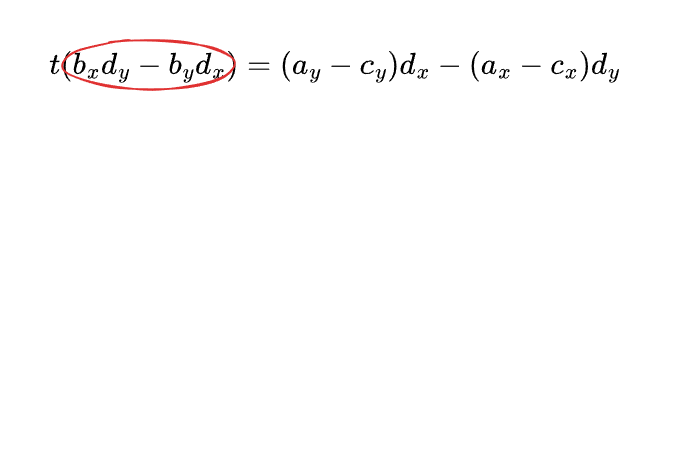 t(b_x d_y − b_y d_x) = (a_y − c_y)d_x − (a_x − c_x)d_y